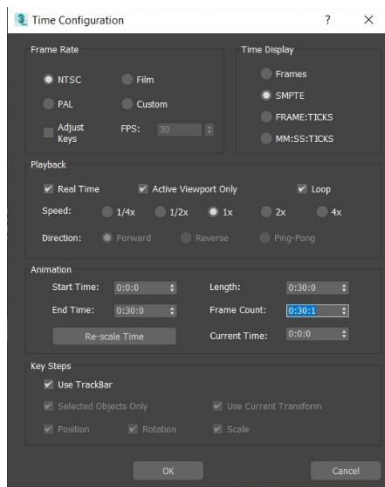 Time Configuration ? ×
Frame Rate
NTSC Film
PAL Custom
Adjust Keys FPS: 30
Time Display
Frames
SMPTE
FRAME:TICKS
MM:SS:TICKS
Playback
Real Time Active Viewport Only Loop
Speed: 1/4x 1/2x 1x 2x 4x
Direction: Forward Reverse Ping-Pong
Animation
Start Time: 0:0:0 Length: 0:30:0
End Time: 0:30:0 Frame Count: 0:30:1
Re-scale Time Current Time: 0:0:0
Key Steps
Use TrackBar
Selected Objects Only Use Current Transform
Position Rotation Scale
OK Cancel